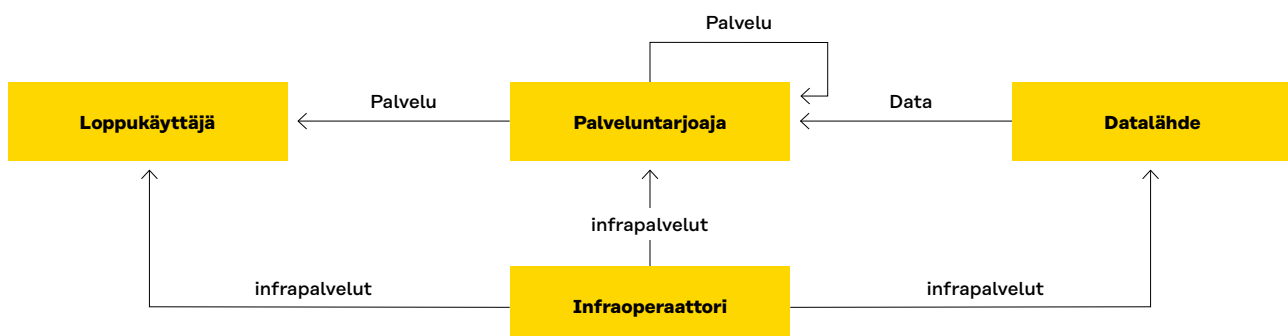 Palvelu
Loppukäyttäjä
Palvelu
Palveluntarjoaja
Data
Datalähde
infrapalvelut
infrapalvelut
Infraoperaattori
infrapalvelut